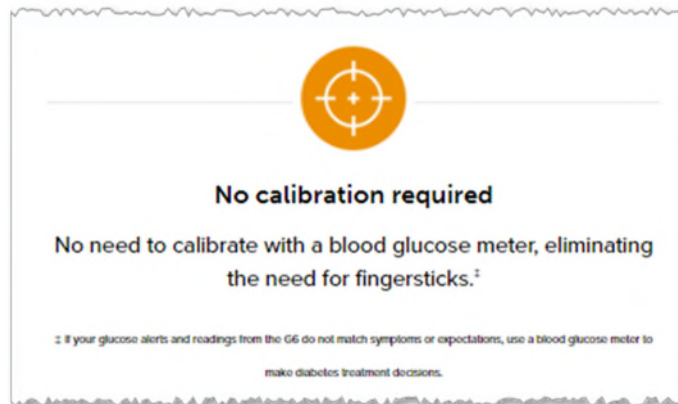 No calibration required
No need to calibrate with a blood glucose meter, eliminating
the need for fingersticks.‡
‡ If your glucose alerts and readings from the G6 do not match symptoms or expectations, use a blood glucose meter to
make diabetes treatment decisions.